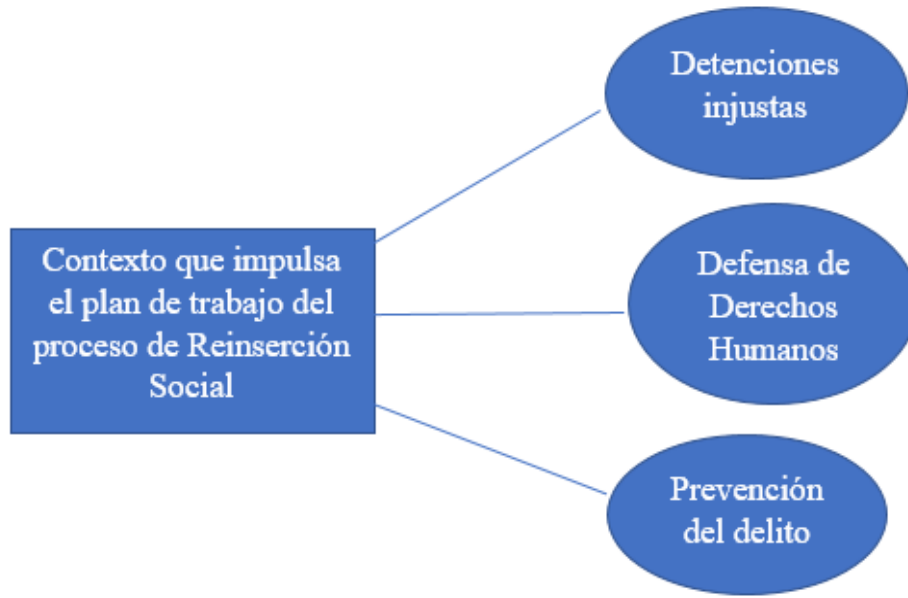 Detenciones
injustas
Contexto que impulsa
el plan de trabajo del
proceso de Reinserción
Social
Defensa de
Derechos
Humanos
Prevención
del delito